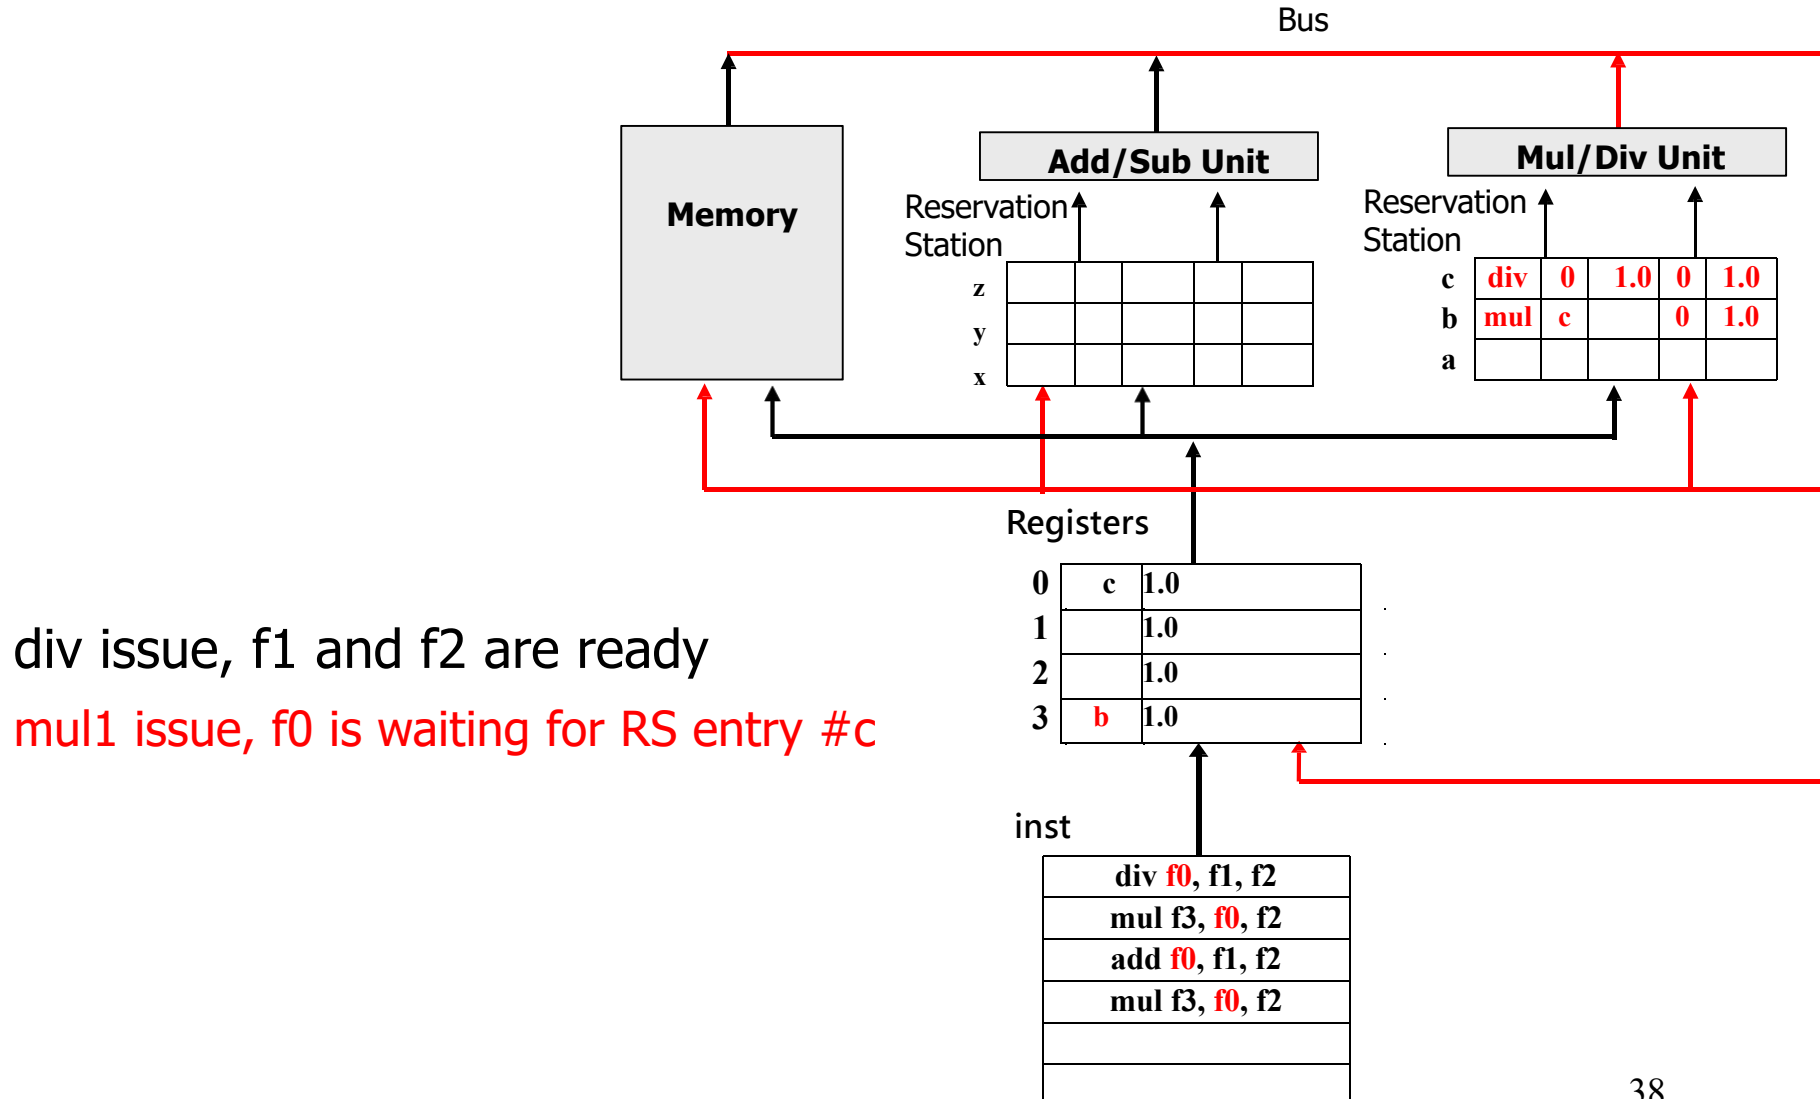 Bus
Memory
Add/Sub Unit
Mul/Div Unit
Reservation
Station
z
y
x
Reservation
Station
c div 0 1.0 0 1.0
b mul c 0 1.0
a
Registers
0 c 1.0
1 1.0
2 1.0
3 b 1.0
div issue, f1 and f2 are ready
mul1 issue, f0 is waiting for RS entry #c
inst
div f0, f1, f2
mul f3, f0, f2
add f0, f1, f2
mul f3, f0, f2
38